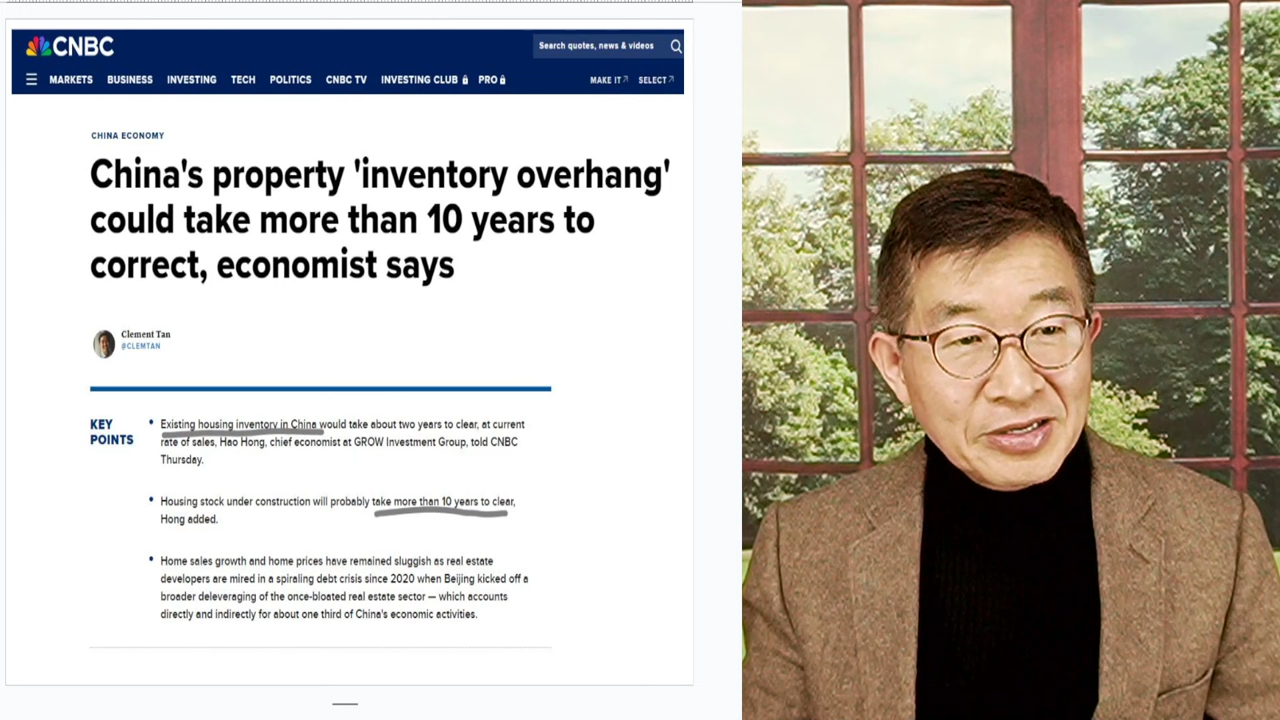 CNBC
Search quotes, news & videos
MARKETS BUSINESS INVESTING TECH POLITICS CNBC TV INVESTING CLUB PRO MAKE IT SELECT
CHINA ECONOMY
China's property 'inventory overhang'
could take more than 10 years to
correct, economist says
Clement Tan
@CLEMTAN
KEY
POINTS
• Existing housing inventory in China would take about two years to clear, at current
rate of sales, Hao Hong, chief economist at GROW Investment Group, told CNBC
Thursday.
• Housing stock under construction will probably take more than 10 years to clear,
Hong added.
• Home sales growth and home prices have remained sluggish as real estate
developers are mired in a spiraling debt crisis since 2020 when Beijing kicked off a
broader deleveraging of the once-bloated real estate sector — which accounts
directly and indirectly for about one third of China's economic activities.